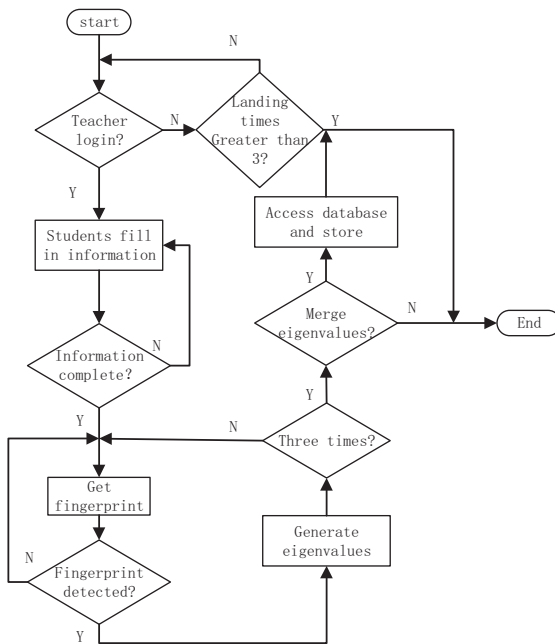 start
N
Teacher
login?
N
Landing
times
Greater than
3?
Y
Y
Students fill
in information
Access database
and store
Y
N
Merge
eigenvalues?
End
Information
complete?
N
Y
Y
N
Three times?
Get
fingerprint
Generate
eigenvalues
N
Fingerprint
detected?
Y